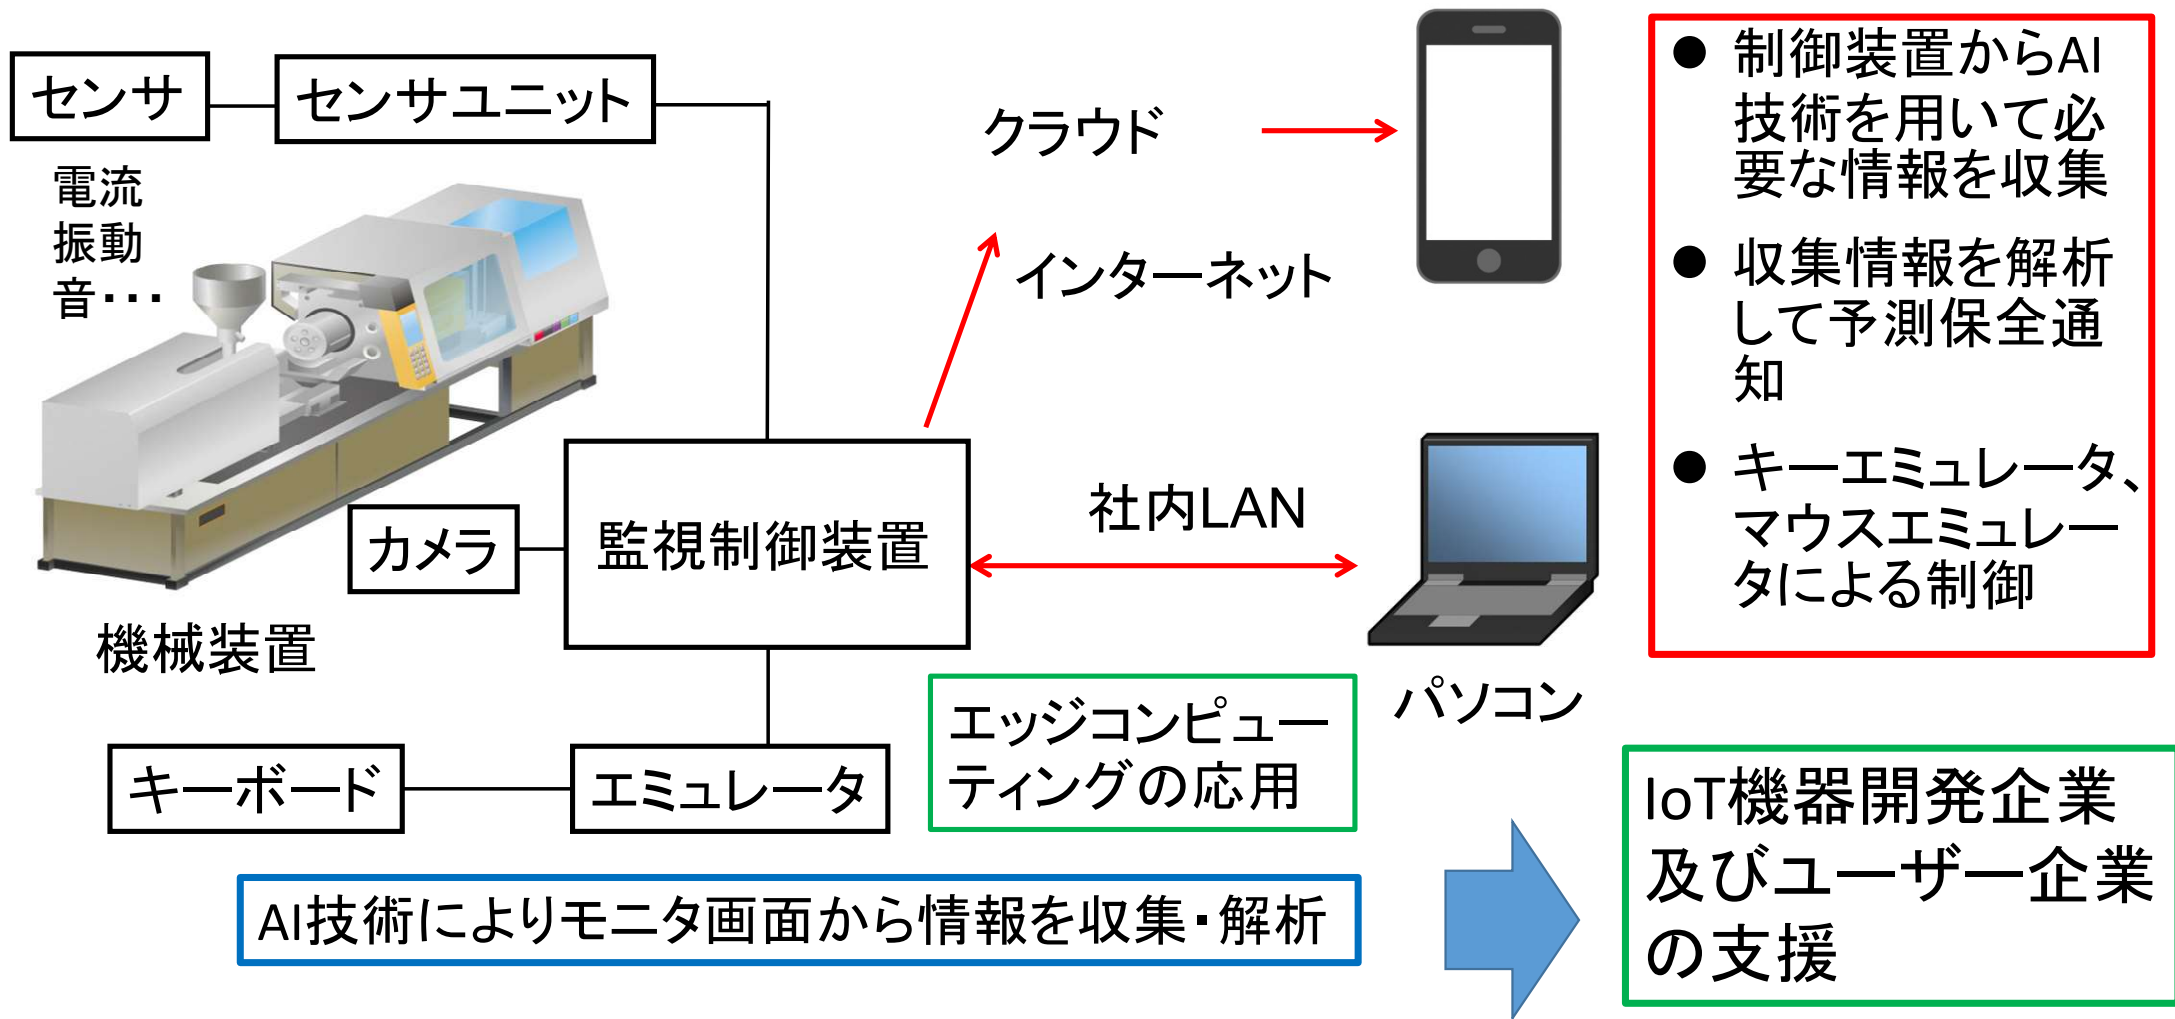 センサ
センサユニット
電流
振動
音・・・
機械装置
カメラ
監視制御装置
キーボード
エミュレータ
クラウド
インターネット
社内LAN
パソコン
エッジコンピュー
ティングの応用
AI技術によりモニタ画面から情報を収集・解析
● 制御装置からAI
技術を用いて必
要な情報を収集
● 収集情報を解析
して予測保全通
知
● キーエミュレータ、
マウスエミュレー
タによる制御
IoT機器開発企業
及びユーザー企業
の支援